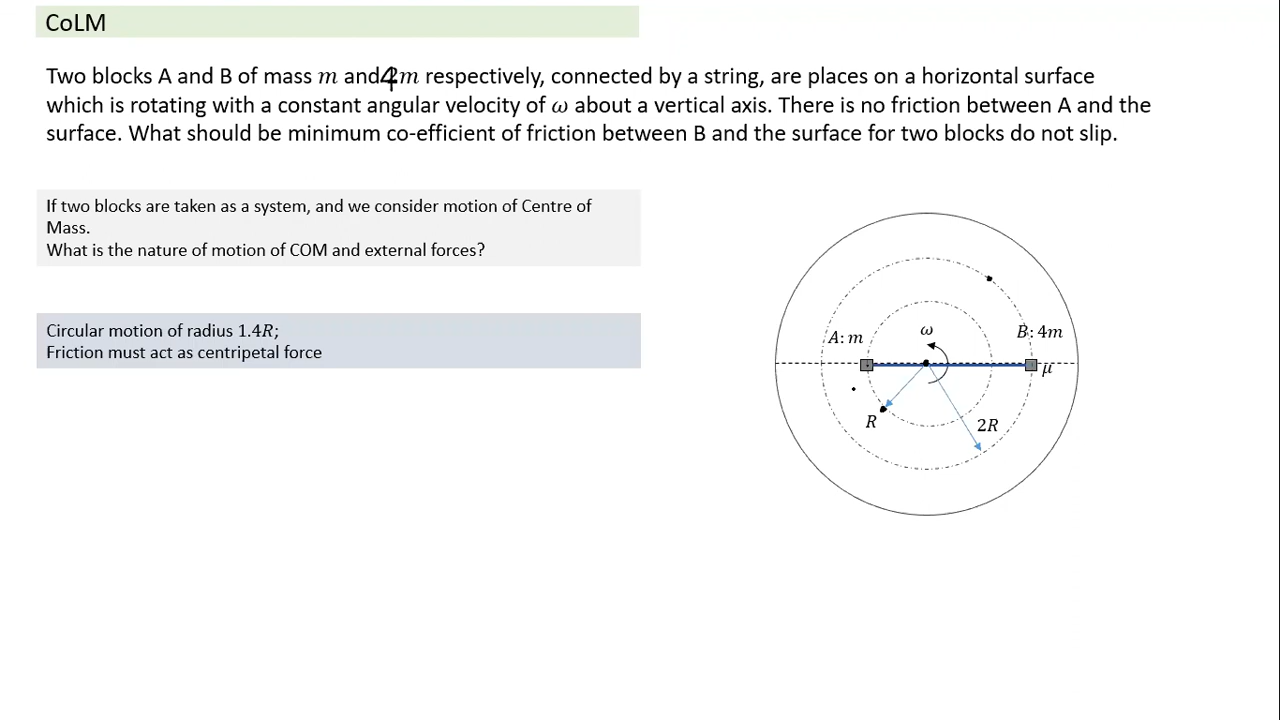 CoLM
Two blocks A and B of mass m and 4m respectively, connected by a string, are places on a horizontal surface
which is rotating with a constant angular velocity of ω about a vertical axis. There is no friction between A and the
surface. What should be minimum co-efficient of friction between B and the surface for two blocks do not slip.
If two blocks are taken as a system, and we consider motion of Centre of
Mass.
What is the nature of motion of COM and external forces?
Circular motion of radius 1.4R;
Friction must act as centripetal force
ω
A: m
B: 4m
μ
R
2R